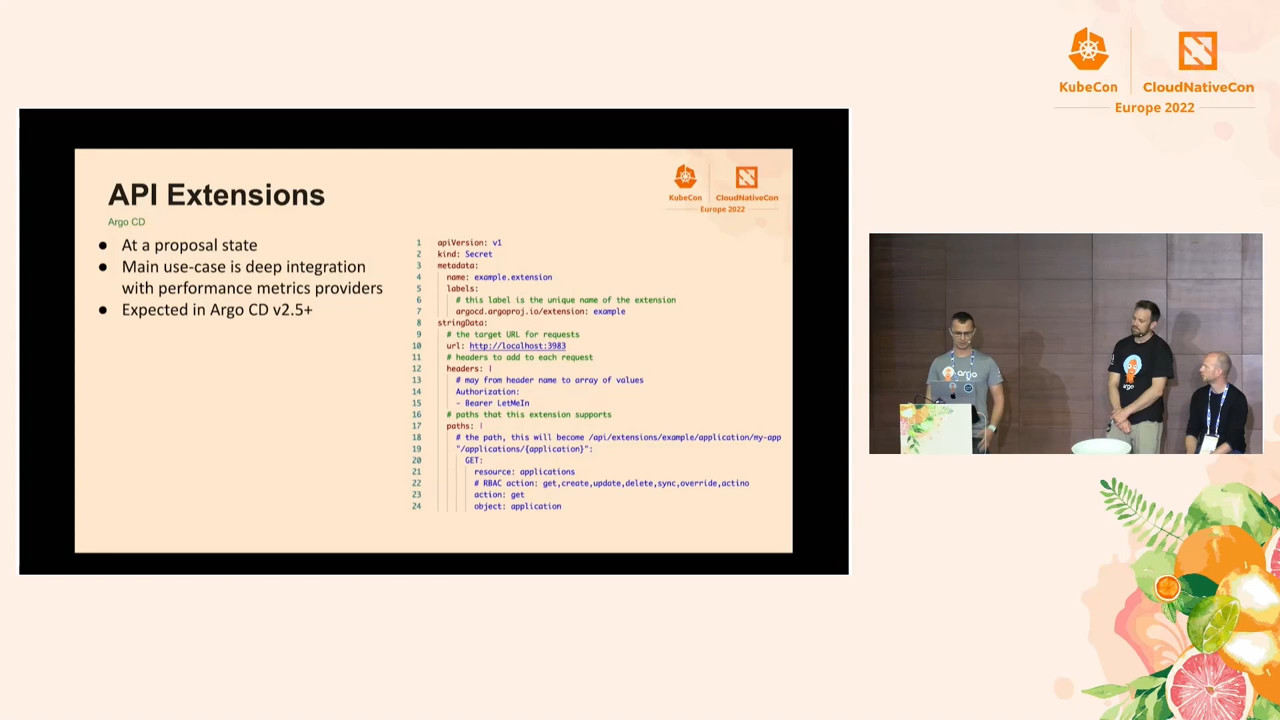 KubeCon
CloudNativeCon
Europe 2022
API Extensions
KubeCon
CloudNativeCon
Europe 2022
Argo CD
● At a proposal state
● Main use-case is deep integration
with performance metrics providers
● Expected in Argo CD v2.5+
1 apiVersion: v1
2 kind: Secret
3 metadata:
4 name: example.extension
5 labels:
6 # this label is the unique name of the extension
7 argocd.argoproj.io/extension: example
8 stringData:
9 # the target URL for requests
10 url: http://localhost:3983
11 # headers to add to each request
12 headers: |
13 # may from header name to array of values
14 Authorization:
15 - Bearer LetMeIn
16 # paths that this extension supports
17 paths: |
18 # the path, this will become /api/extensions/example/application/my-app
19 "/applications/{application}":
20 GET:
21 resource: applications
22 # RBAC action: get,create,update,delete,sync,override,actino
23 action: get
24 object: application
argo
argo